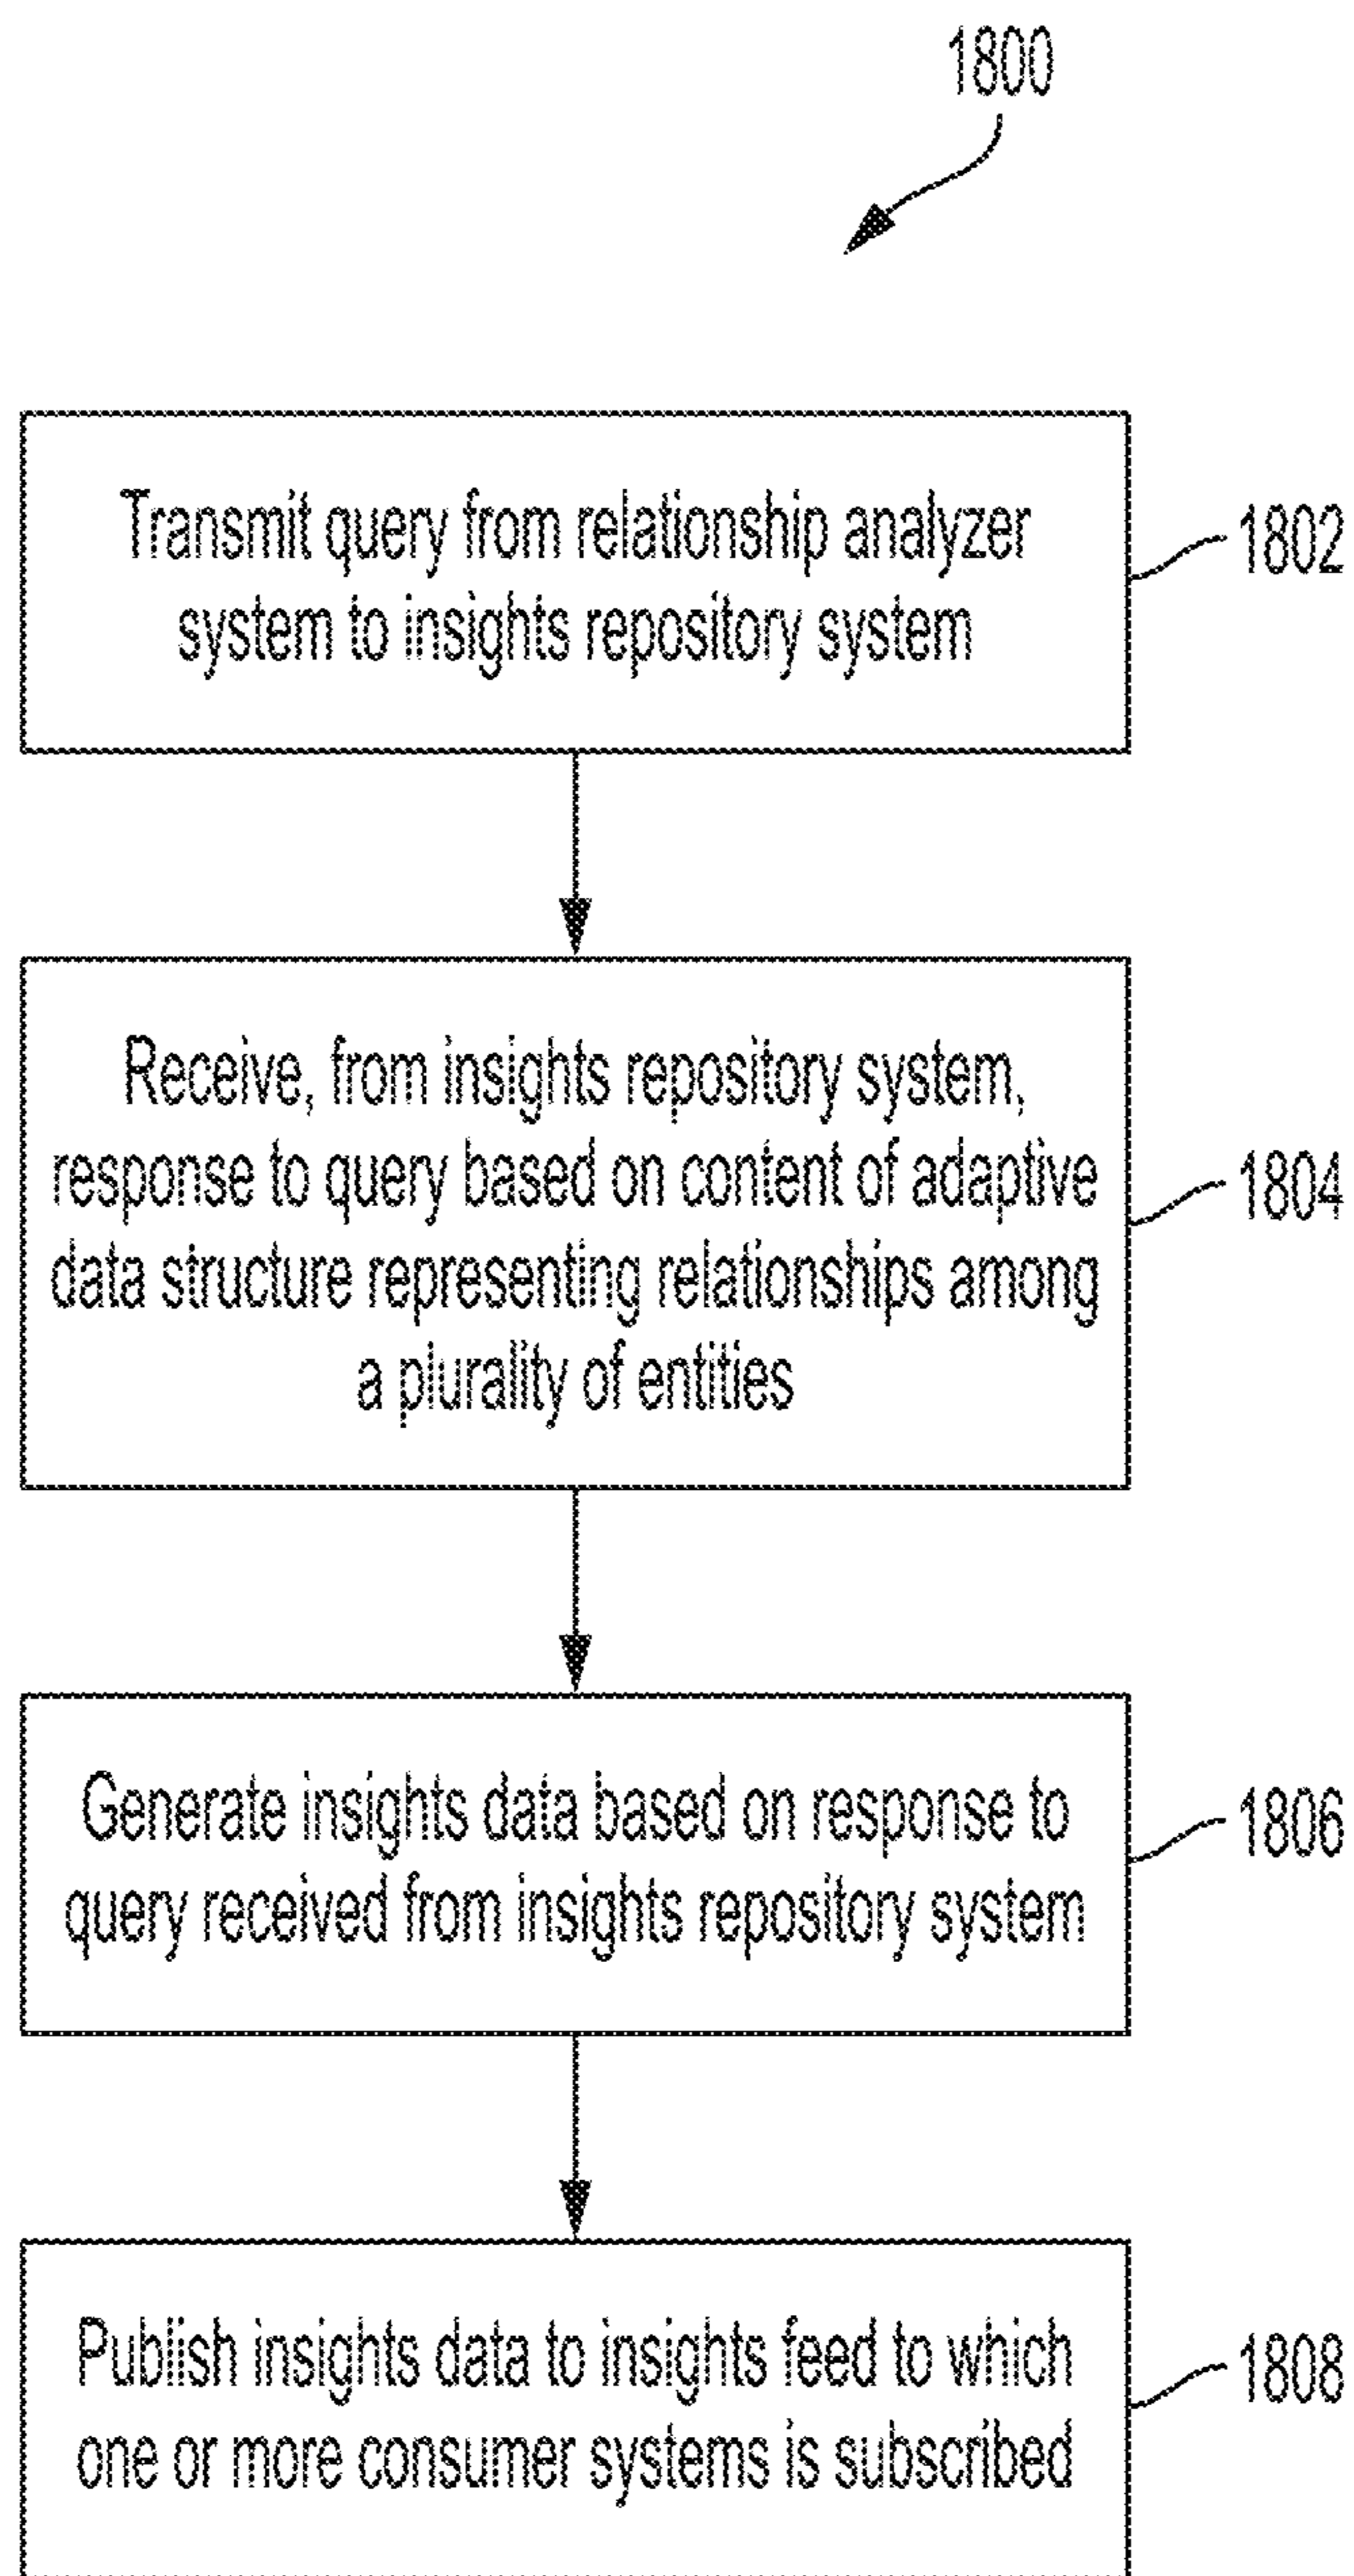 1800
Transmit query from relationship analyzer
system to insights repository system
1802
Receive, from insights repository system,
response to query based on content of adaptive
data structure representing relationships among
a plurality of entities
1804
Generate insights data based on response to
query received from insights repository system
1806
Publish insights data to insights feed to which
one or more consumer systems is subscribed
1808